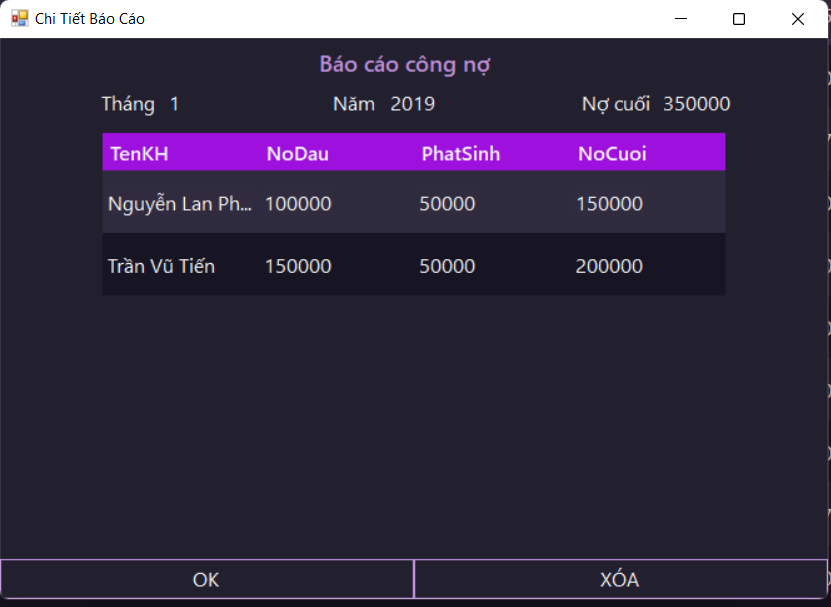 Chi Tiết Báo Cáo
Báo cáo công nợ
Tháng 1 Năm 2019 Nợ cuối 350000
TenKH NoDau PhatSinh NoCuoi
Nguyễn Lan Ph... 100000 50000 150000
Trần Vũ Tiến 150000 50000 200000
OK XÓA